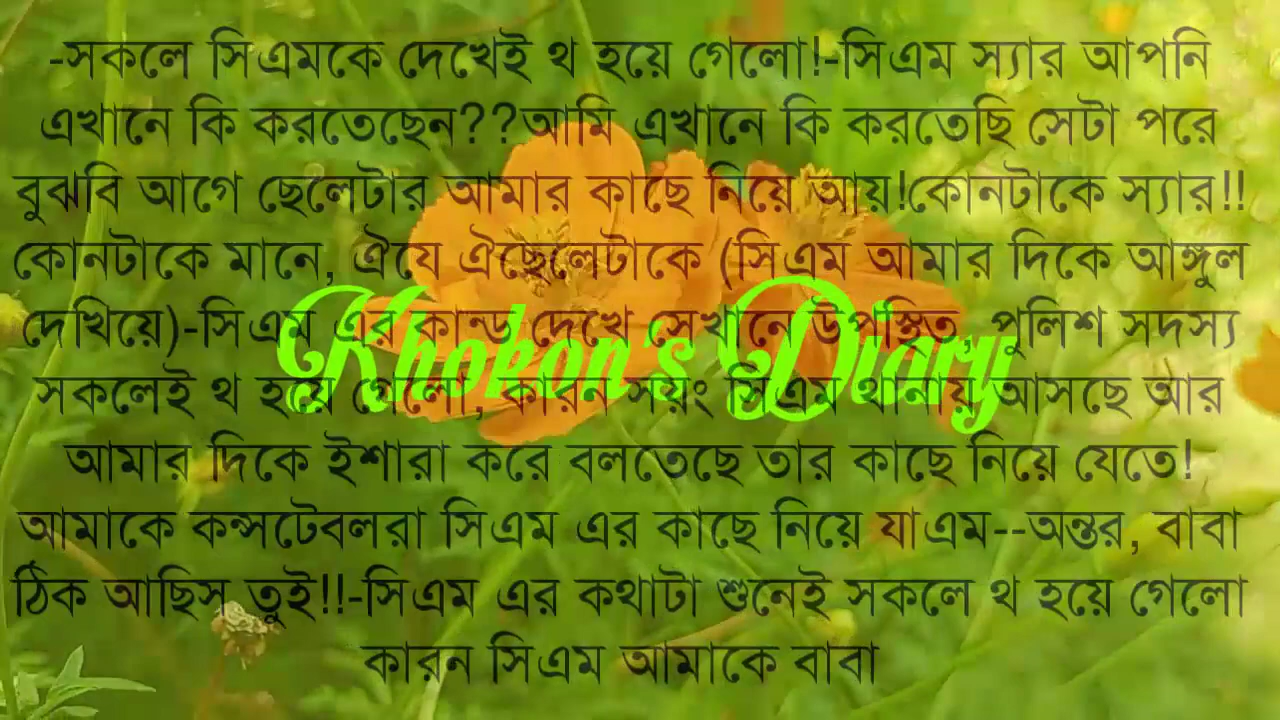 -সকলে সিএমকে দেখেই থ হয়ে গেলো!-সিএম স্যার আপনি
এখানে কি করতেছেন??আমি এখানে কি করতেছি সেটা পরে
বুঝবি আগে ছেলেটার আমার কাছে নিয়ে আয়!কোনটাকে স্যার!!
কোনটাকে মানে, ঐযে ঐছেলেটাকে (সিএম আমার দিকে আঙ্গুল
দেখিয়ে)-সিএম এর কান্ড দেখে সেখানে উপস্থিত, পুলিশ সদস্য
সকলেই থ হয়ে গেলো, কারন সয়ং সিএম থানায় আসছে আর
আমার দিকে ইশারা করে বলতেছে তার কাছে নিয়ে যেতে!
আমাকে কন্সটেবলরা সিএম এর কাছে নিয়ে যাএম--অন্তর, বাবা
ঠিক আছিস তুই!!-সিএম এর কথাটা শুনেই সকলে থ হয়ে গেলো
কারন সিএম আমাকে বাবা
Khokon's Diary